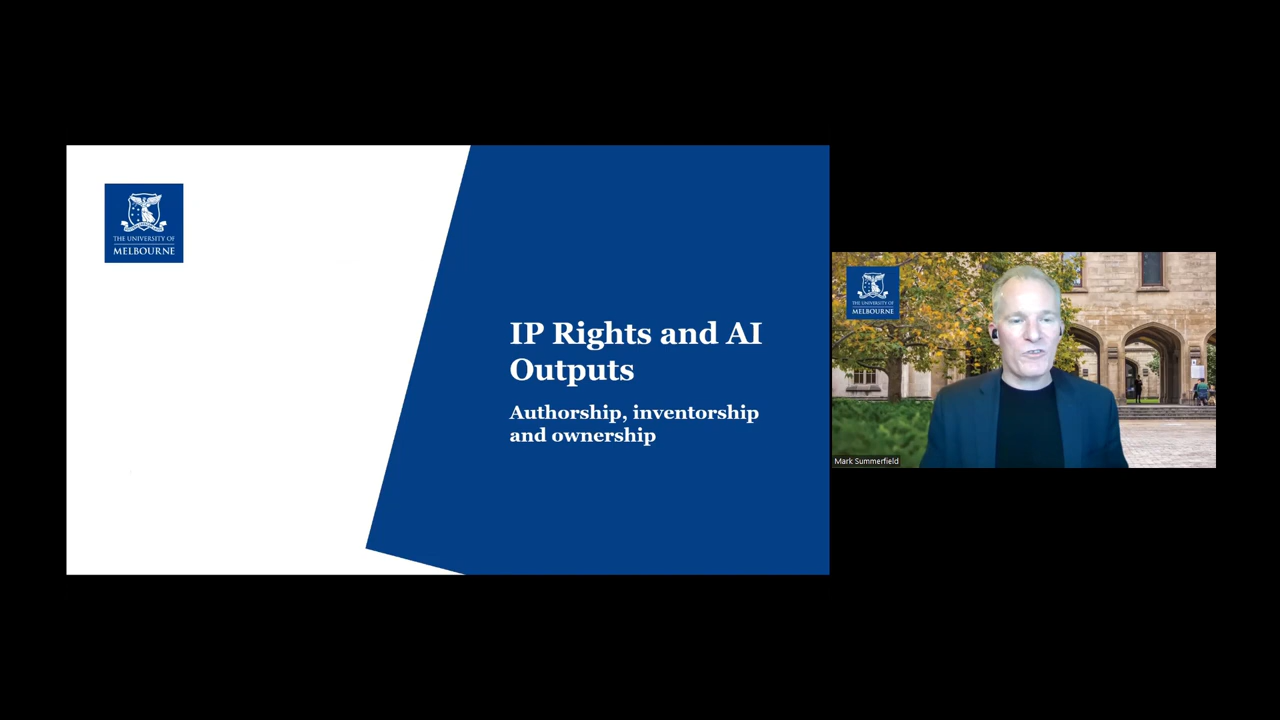 THE UNIVERSITY OF
MELBOURNE
IP Rights and AI
Outputs
Authorship, inventorship
and ownership
THE UNIVERSITY OF
MELBOURNE
Mark Summerfield